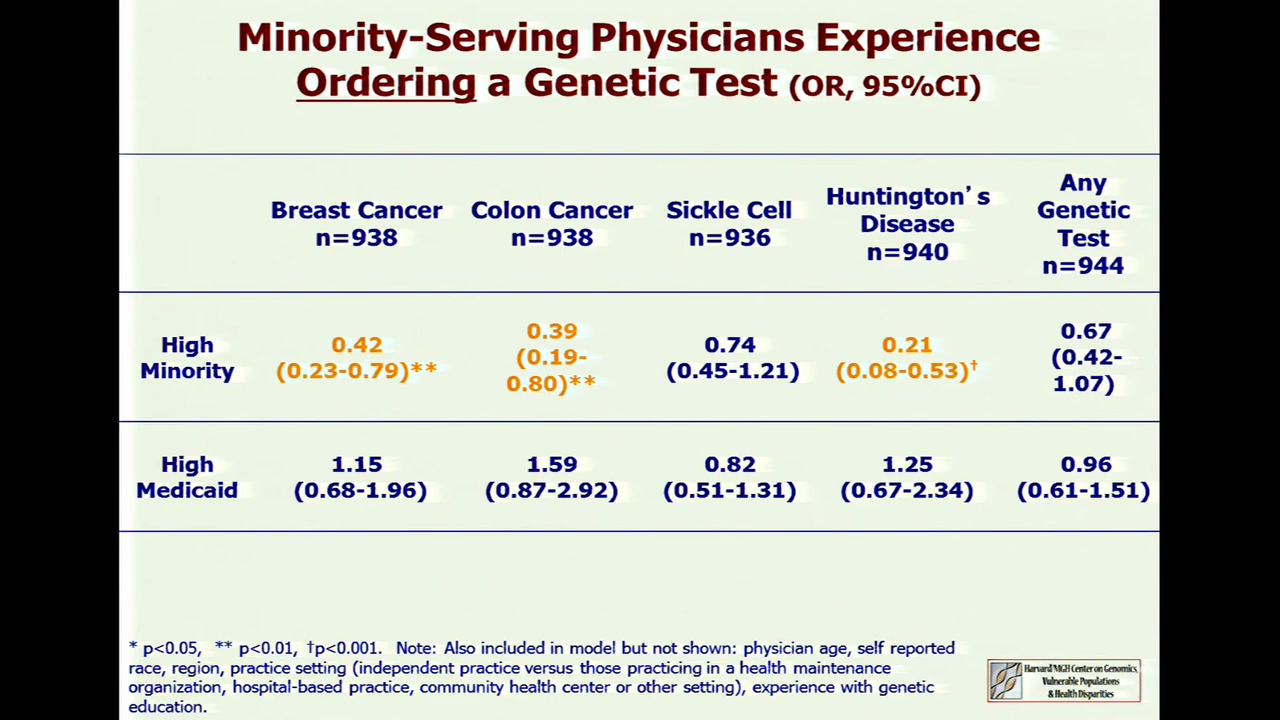 Minority-Serving Physicians Experience
Ordering a Genetic Test (OR, 95%CI)
Breast Cancer
n=938
Colon Cancer
n=938
Sickle Cell
n=936
Huntington’s
Disease
n=940
Any
Genetic
Test
n=944
High
Minority
0.42
(0.23-0.79)**
0.39
(0.19-
0.80)**
0.74
(0.45-1.21)
0.21
(0.08-0.53)†
0.67
(0.42-
1.07)
High
Medicaid
1.15
(0.68-1.96)
1.59
(0.87-2.92)
0.82
(0.51-1.31)
1.25
(0.67-2.34)
0.96
(0.61-1.51)
* p<0.05, ** p<0.01, †p<0.001. Note: Also included in model but not shown: physician age, self reported
race, region, practice setting (independent practice versus those practicing in a health maintenance
organization, hospital-based practice, community health center or other setting), experience with genetic
education.
Harvard/MGH Center on Genomics,
Vulnerable Populations
& Health Disparities